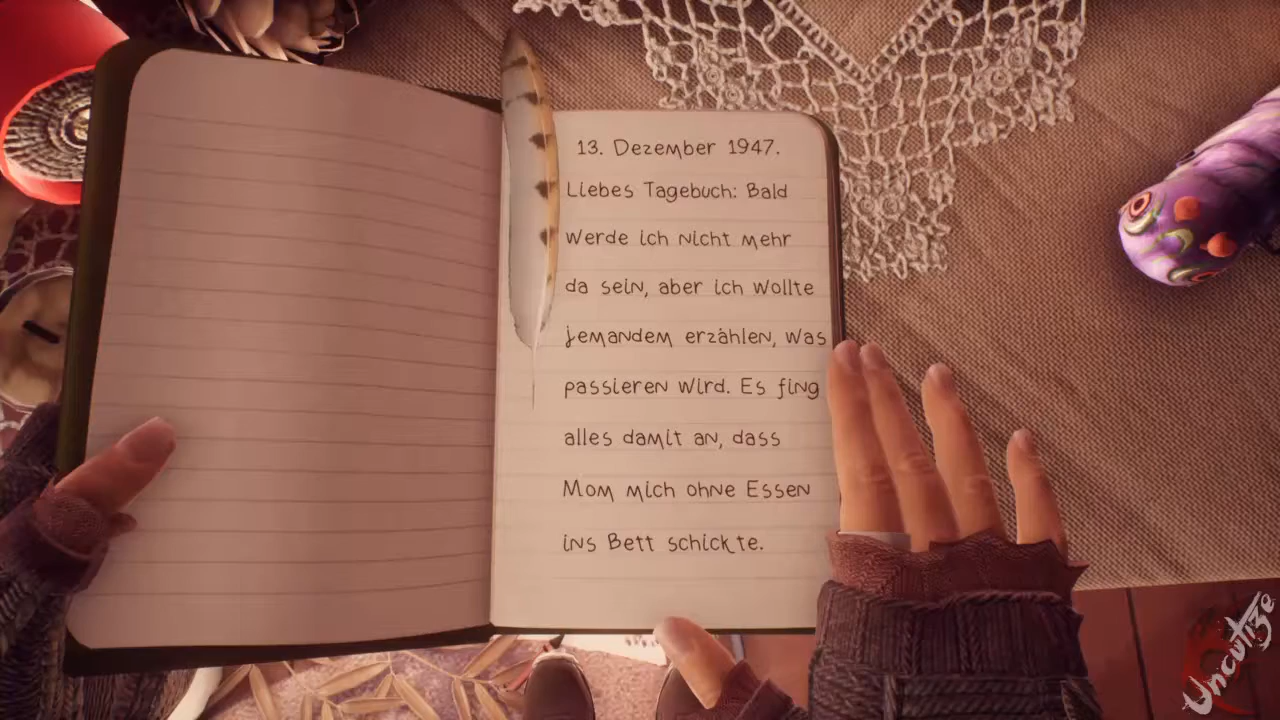 13. Dezember 1947.
Liebes Tagebuch: Bald
werde ich nicht mehr
da sein, aber ich wollte
jemandem erzählen, was
passieren wird. Es fing
alles damit an, dass
Mom mich ohne Essen
ins Bett schickte.
Uncut1ze